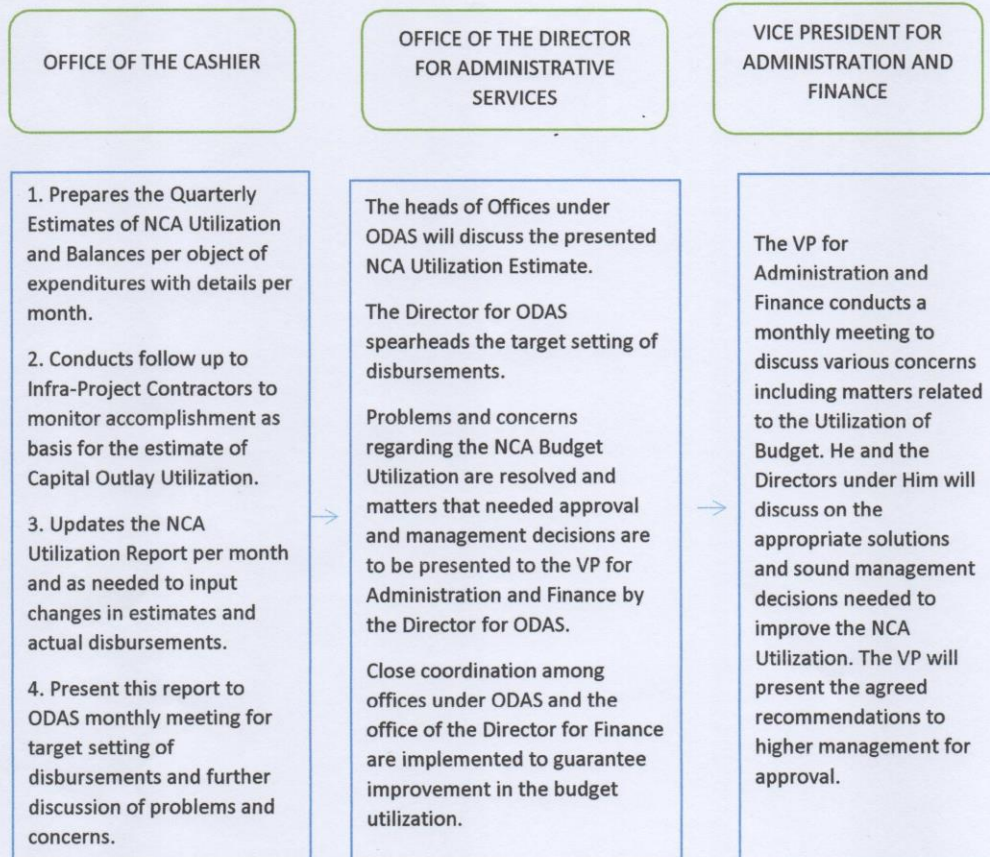 OFFICE OF THE CASHIER
OFFICE OF THE DIRECTOR
FOR ADMINISTRATIVE
SERVICES
VICE PRESIDENT FOR
ADMINISTRATION AND
FINANCE
1. Prepares the Quarterly
Estimates of NCA Utilization
and Balances per object of
expenditures with details per
month.
2. Conducts follow up to
Infra-Project Contractors to
monitor accomplishment as
basis for the estimate of
Capital Outlay Utilization.
3. Updates the NCA
Utilization Report per month
and as needed to input
changes in estimates and
actual disbursements.
4. Present this report to
ODAS monthly meeting for
target setting of
disbursements and further
discussion of problems and
concerns.
The heads of Offices under
ODAS will discuss the presented
NCA Utilization Estimate.
The Director for ODAS
spearheads the target setting of
disbursements.
Problems and concerns
regarding the NCA Budget
Utilization are resolved and
matters that needed approval
and management decisions are
to be presented to the VP for
Administration and Finance by
the Director for ODAS.
Close coordination among
offices under ODAS and the
office of the Director for Finance
are implemented to guarantee
improvement in the budget
utilization.
The VP for
Administration and
Finance conducts a
monthly meeting to
discuss various concerns
including matters related
to the Utilization of
Budget. He and the
Directors under Him will
discuss on the
appropriate solutions
and sound management
decisions needed to
improve the NCA
Utilization. The VP will
present the agreed
recommendations to
higher management for
approval.